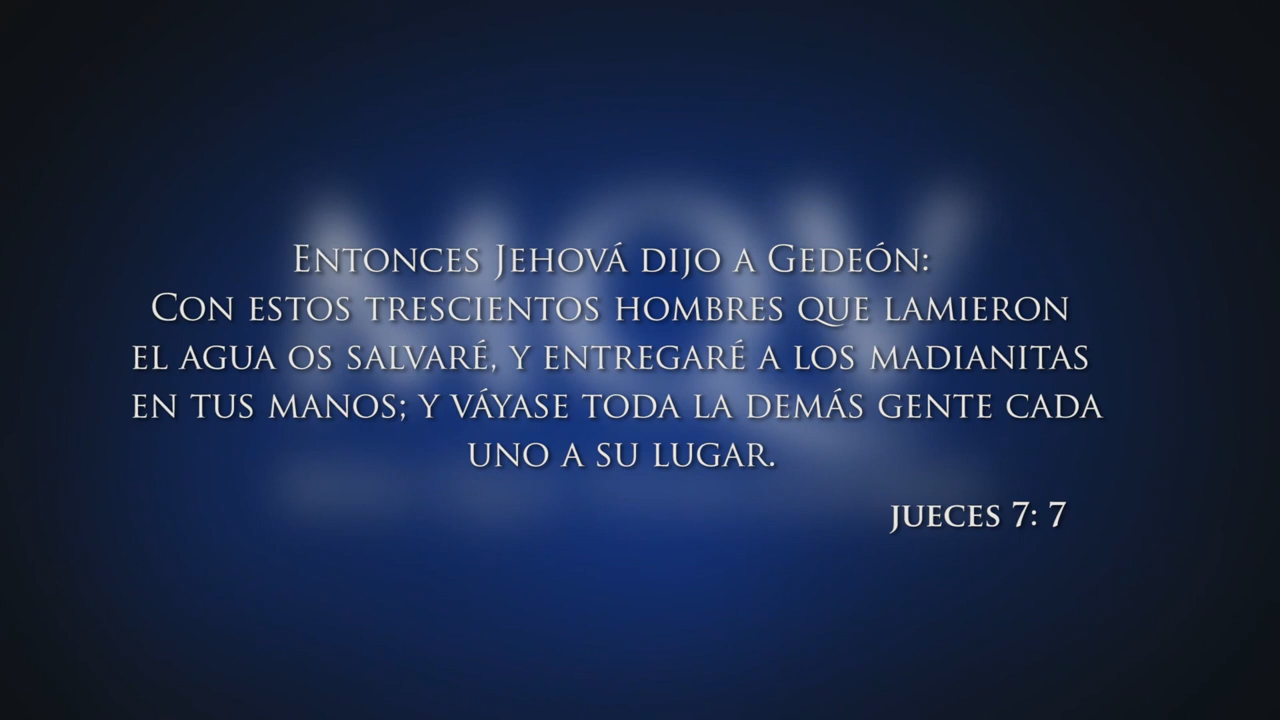 Entonces Jehová dijo a Gedeón:
Con estos trescientos hombres que lamieron
el agua os salvaré, y entregaré a los madianitas
en tus manos; y váyase toda la demás gente cada
uno a su lugar.
Jueces 7: 7